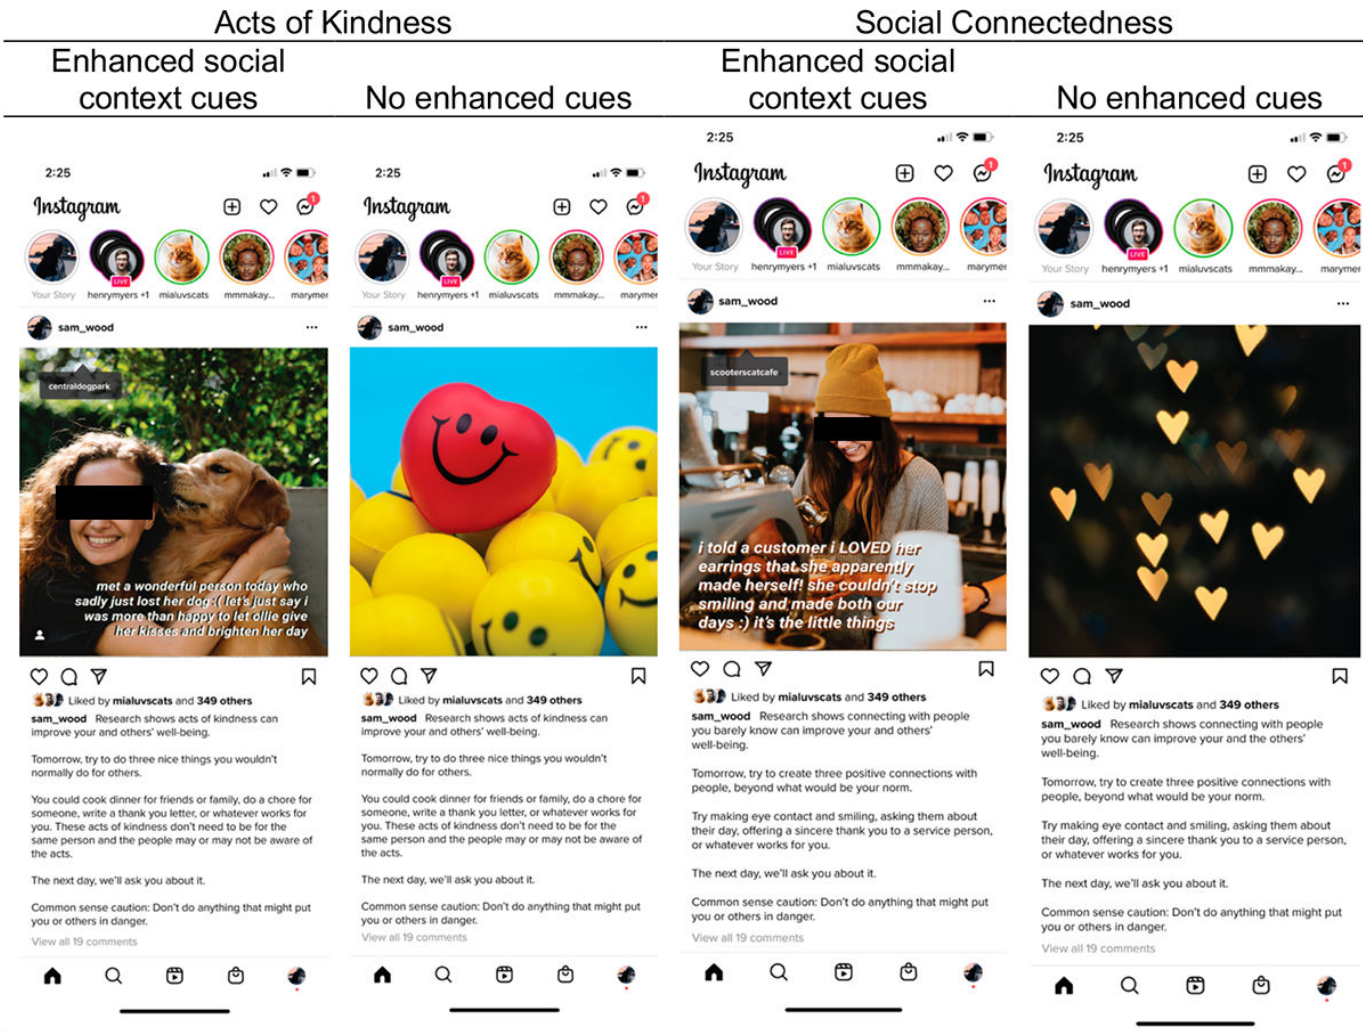 Acts of Kindness
Social Connectedness
Enhanced social
context cues
No enhanced cues
Enhanced social
context cues
No enhanced cues
2:25
Instagram
1
Your Story
LIVE
henrymyers +1
mialuvscats
mmmakay...
marymer
sam_wood
...
centraldogpark
met a wonderful person today who
sadly just lost her dog :( let's just say i
was more than happy to let ollie give
her kisses and brighten her day
Liked by mialuvscats and 349 others
sam_wood Research shows acts of kindness can
improve your and others' well-being.
Tomorrow, try to do three nice things you wouldn't
normally do for others.
You could cook dinner for friends or family, do a chore for
someone, write a thank you letter, or whatever works for
you. These acts of kindness don't need to be for the
same person and the people may or may not be aware of
the acts.
The next day, we'll ask you about it.
Common sense caution: Don't do anything that might put
you or others in danger.
View all 19 comments
2:25
Instagram
1
Your Story
LIVE
henrymyers +1
mialuvscats
mmmakay...
marymer
sam_wood
...
Liked by mialuvscats and 349 others
sam_wood Research shows acts of kindness can
improve your and others' well-being.
Tomorrow, try to do three nice things you wouldn't
normally do for others.
You could cook dinner for friends or family, do a chore for
someone, write a thank you letter, or whatever works for
you. These acts of kindness don't need to be for the
same person and the people may or may not be aware of
the acts.
The next day, we'll ask you about it.
Common sense caution: Don't do anything that might put
you or others in danger.
View all 19 comments
2:25
Instagram
1
Your Story
LIVE
henrymyers +1
mialuvscats
mmmakay...
marymer
sam_wood
...
scooterscatcafe
i told a customer i LOVED her
earrings that she apparently
made herself! she couldn't stop
smiling and made both our
days :) it's the little things
Liked by mialuvscats and 349 others
sam_wood Research shows connecting with people
you barely know can improve your and others'
well-being.
Tomorrow, try to create three positive connections with
people, beyond what would be your norm.
Try making eye contact and smiling, asking them about
their day, offering a sincere thank you to a service person,
or whatever works for you.
The next day, we'll ask you about it.
Common sense caution: Don't do anything that might put
you or others in danger.
View all 19 comments
2:25
Instagram
1
Your Story
LIVE
henrymyers +1
mialuvscats
mmmakay...
marymer
sam_wood
...
Liked by mialuvscats and 349 others
sam_wood Research shows connecting with people
you barely know can improve your and the others'
well-being.
Tomorrow, try to create three positive connections with
people, beyond what would be your norm.
Try making eye contact and smiling, asking them about
their day, offering a sincere thank you to a service person,
or whatever works for you.
The next day, we'll ask you about it.
Common sense caution: Don't do anything that might put
you or others in danger.
View all 19 comments